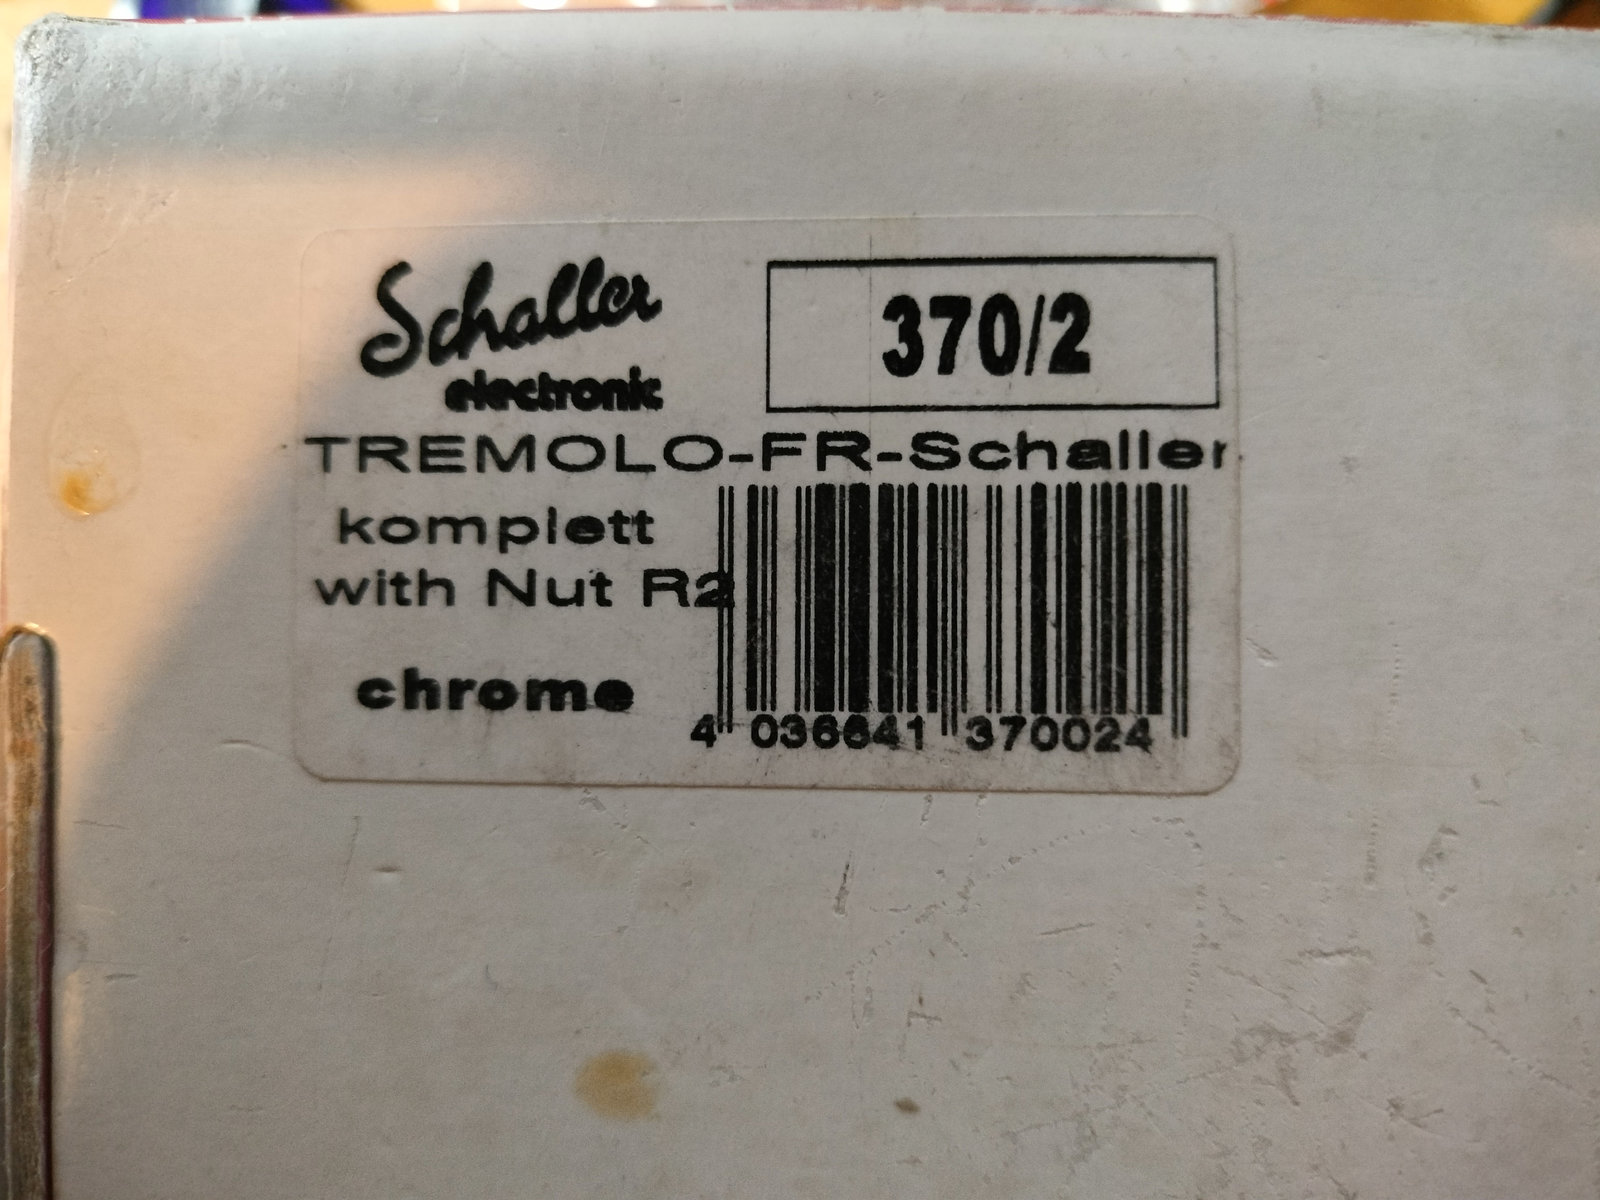 Schaller
electronic
370/2
TREMOLO-FR-Schaller
komplett
with Nut R2
chrome
4 036641 370024